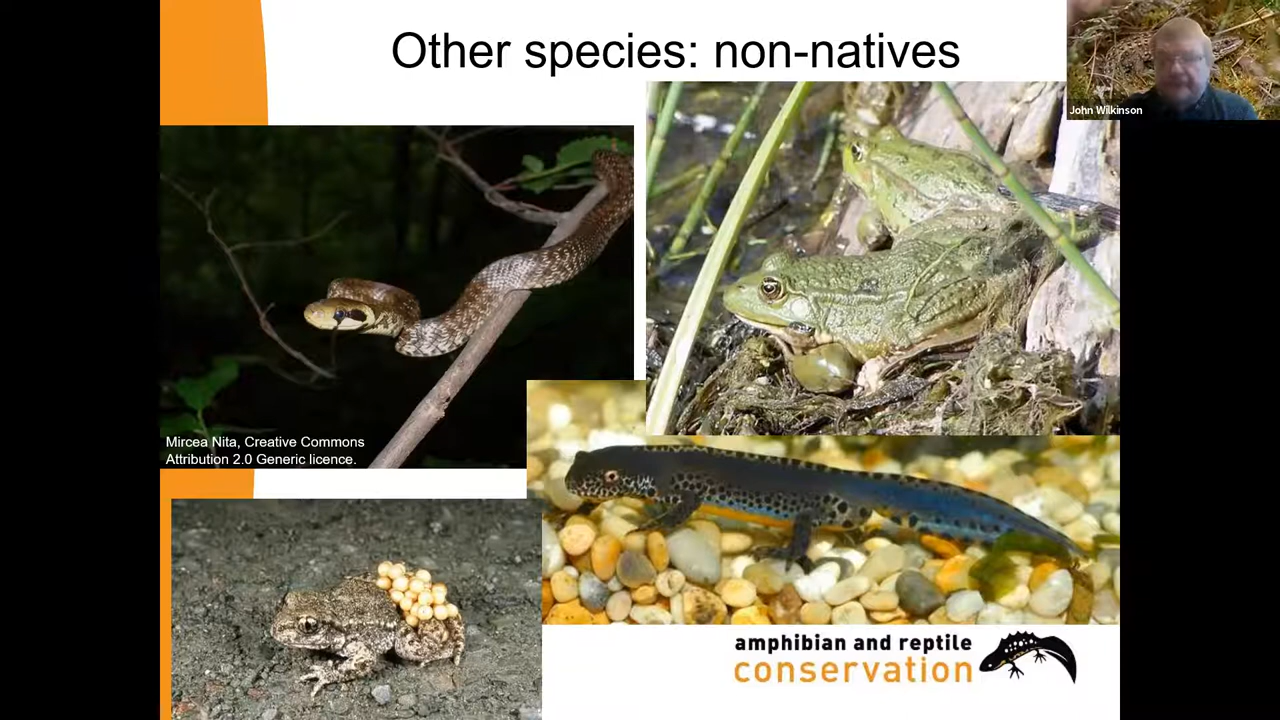 Other species: non-natives
John Wilkinson
Mircea Nita, Creative Commons
Attribution 2.0 Generic licence.
amphibian and reptile
conservation